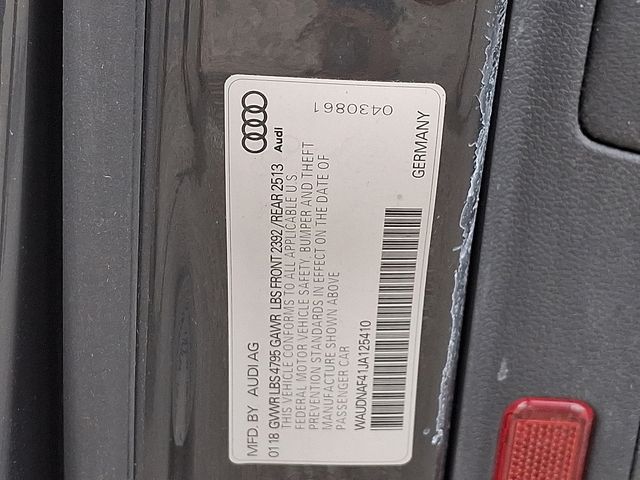 Audi
0430861
MFD. BY AUDI AG
01 18 GVWR LBS 4795 GAWR LBS FRONT 2392 /REAR 2513
THIS VEHICLE CONFORMS TO ALL APPLICABLE U.S.
FEDERAL MOTOR VEHICLE SAFETY, BUMPER AND THEFT
PREVENTION STANDARDS IN EFFECT ON THE DATE OF
MANUFACTURE SHOWN ABOVE
PASSENGER CAR
WAUDNAF41JA125410
GERMANY